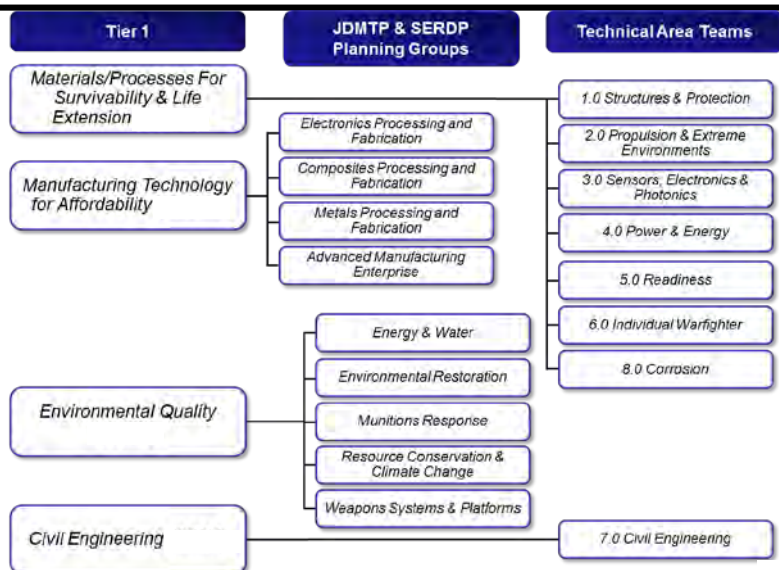 Tier 1
JDMTP & SERDP
Planning Groups
Technical Area Teams
Materials/Processes For
Survivability & Life
Extension
Manufacturing Technology
for Affordability
Environmental Quality
Civil Engineering
Electronics Processing and
Fabrication
Composites Processing and
Fabrication
Metals Processing and
Fabrication
Advanced Manufacturing
Enterprise
Energy & Water
Environmental Restoration
Munitions Response
Resource Conservation &
Climate Change
Weapons Systems & Platforms
1.0 Structures & Protection
2.0 Propulsion & Extreme
Environments
3.0 Sensors, Electronics &
Photonics
4.0 Power & Energy
5.0 Readiness
6.0 Individual Warfighter
8.0 Corrosion
7.0 Civil Engineering